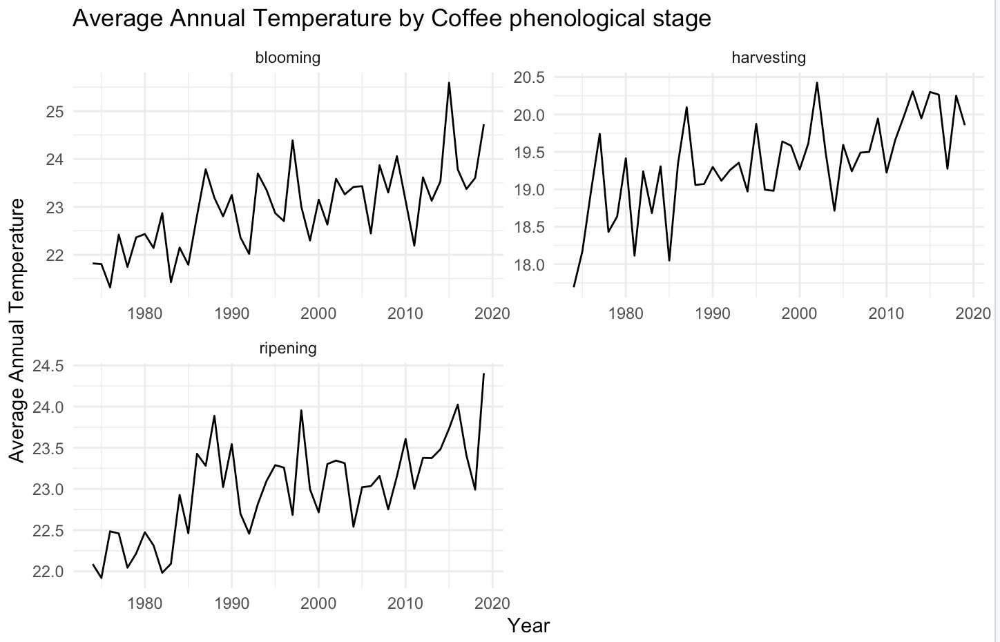 Average Annual Temperature by Coffee phenological stage
Average Annual Temperature
blooming
25
24
23
22
1980 1990 2000 2010 2020
harvesting
20.5
20.0
19.5
19.0
18.5
18.0
1980 1990 2000 2010 2020
ripening
24.5
24.0
23.5
23.0
22.5
22.0
1980 1990 2000 2010 2020
Year